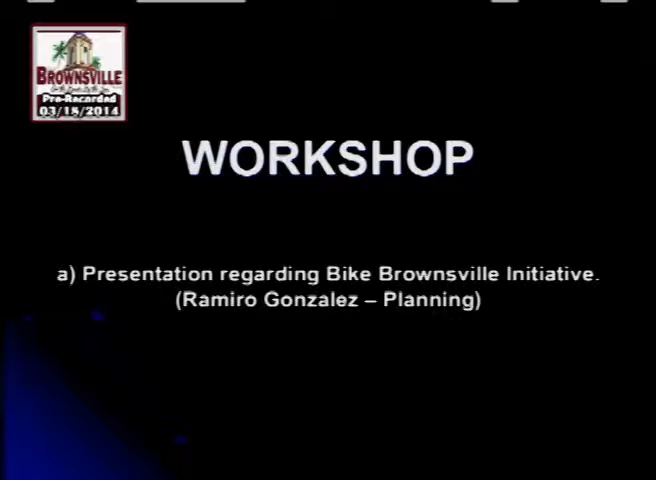 BROWNSVILLE
Pre-Recorded
03/18/2014
WORKSHOP
a) Presentation regarding Bike Brownsville Initiative.
(Ramiro Gonzalez – Planning)